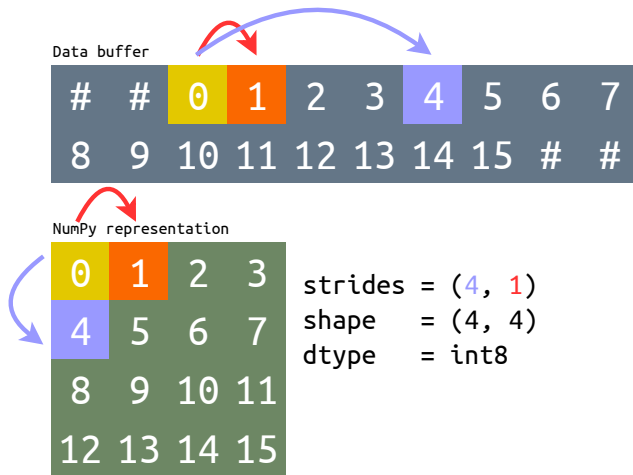 Data buffer
# # 0 1 2 3 4 5 6 7
8 9 10 11 12 13 14 15 # #
NumPy representation
0 1 2 3
4 5 6 7
8 9 10 11
12 13 14 15
strides = (4, 1)
shape = (4, 4)
dtype = int8